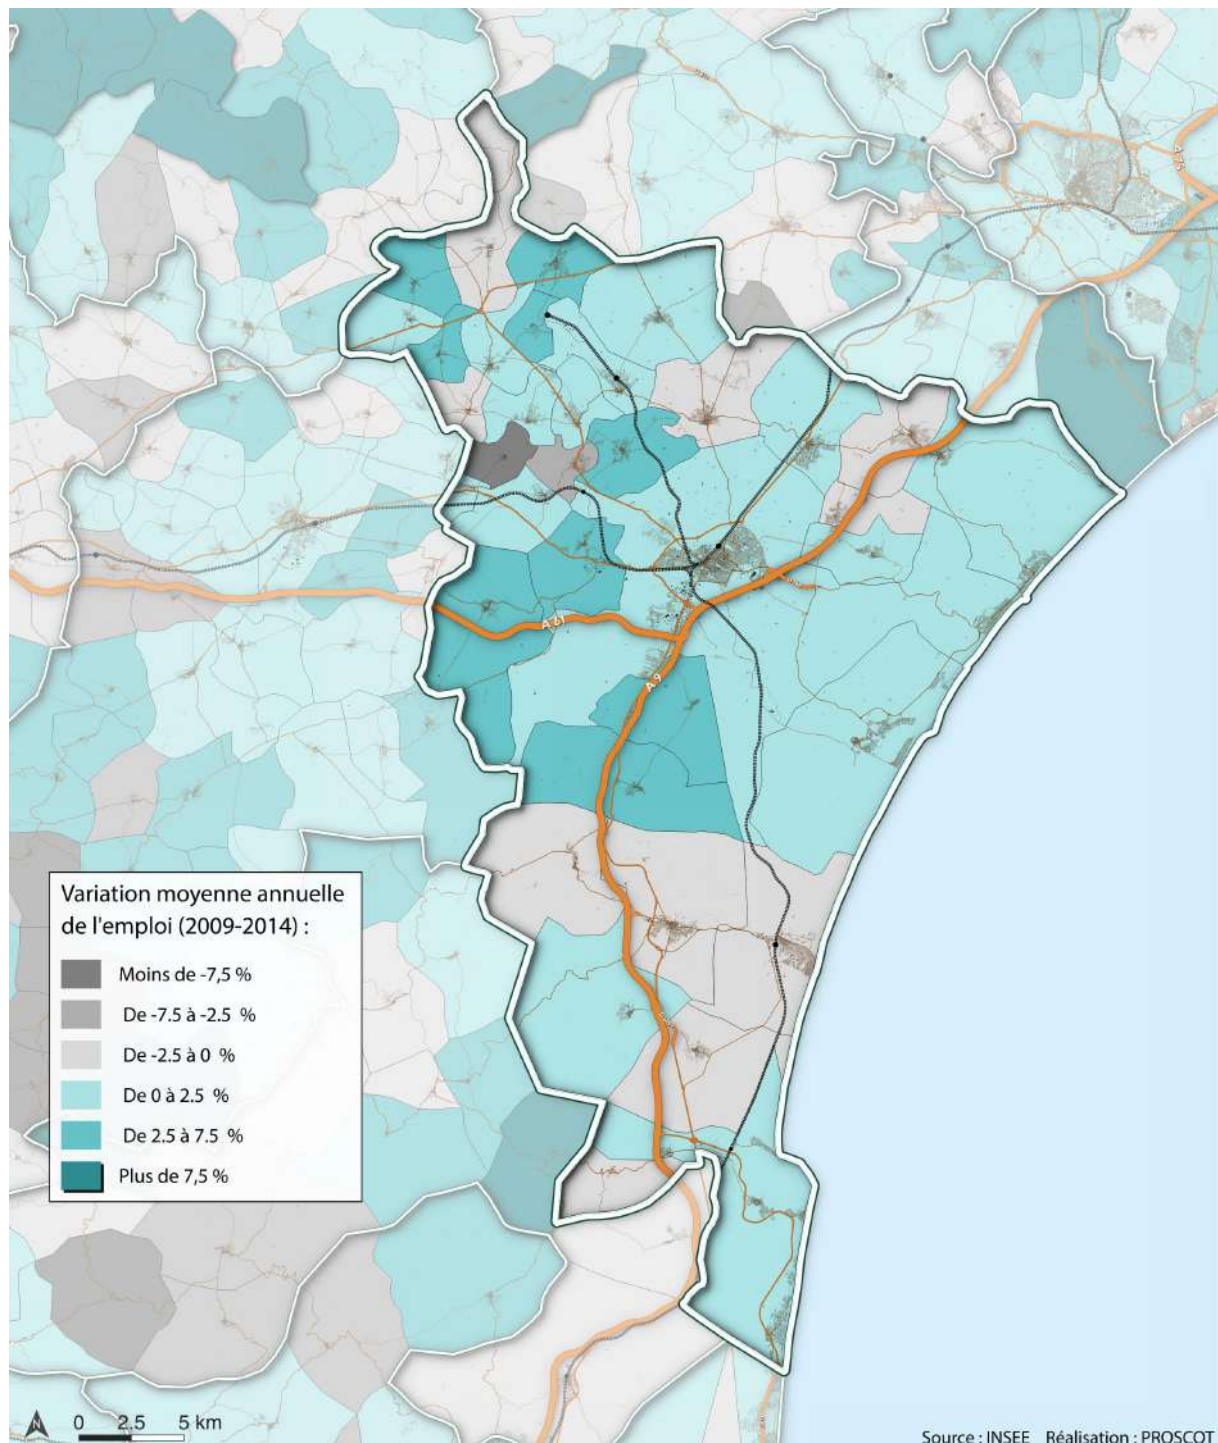 A 75
A 61
A 9
Variation moyenne annuelle
de l'emploi (2009-2014) :
Moins de -7,5 %
De -7.5 à -2.5 %
De -2.5 à 0 %
De 0 à 2.5 %
De 2.5 à 7.5 %
Plus de 7,5 %
N
0 2.5 5 km
Source : INSEE Réalisation : PROSCOT